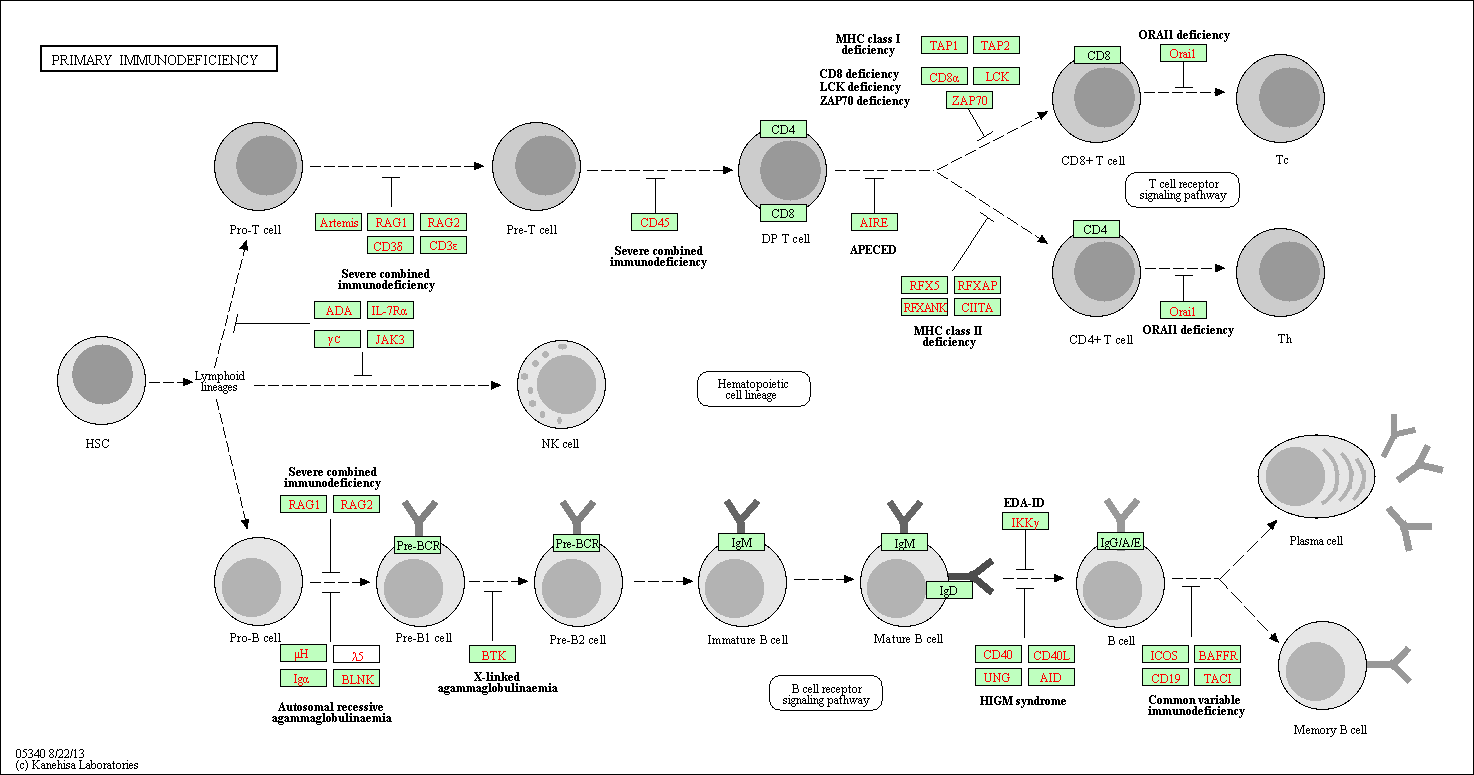 PRIMARY IMMUNODEFICIENCY
MHC class I
deficiency
TAP1
TAP2
CD8 deficiency
LCK deficiency
ZAP70 deficiency
CD8α
LCK
ZAP70
CD8
CD8+ T cell
ORAI1 deficiency
Orai1
Tc
T cell receptor
signaling pathway
Pro-T cell
Artemis
RAG1
RAG2
CD3δ
CD3ε
Severe combined
immunodeficiency
Pre-T cell
CD45
Severe combined
immunodeficiency
CD4
CD8
DP T cell
AIRE
APECED
RFX5
RFXAP
RFXANK
CIITA
MHC class II
deficiency
CD4
CD4+ T cell
Orai1
ORAI1 deficiency
Th
ADA
IL-7Rα
γc
JAK3
HSC
Lymphoid
lineages
NK cell
Hematopoietic
cell lineage
Severe combined
immunodeficiency
RAG1
RAG2
Pro-B cell
μH
λ5
Igα
BLNK
Autosomal recessive
agammaglobulinaemia
Pre-BCR
Pre-B1 cell
BTK
X-linked
agammaglobulinaemia
Pre-BCR
Pre-B2 cell
IgM
Immature B cell
IgM
IgD
Mature B cell
B cell receptor
signaling pathway
EDA-ID
IKKγ
CD40
CD40L
UNG
AID
HIGM syndrome
IgG/A/E
B cell
ICOS
BAFFR
CD19
TACI
Common variable
immunodeficiency
Plasma cell
Memory B cell
05340 8/22/13
(c) Kanehisa Laboratories